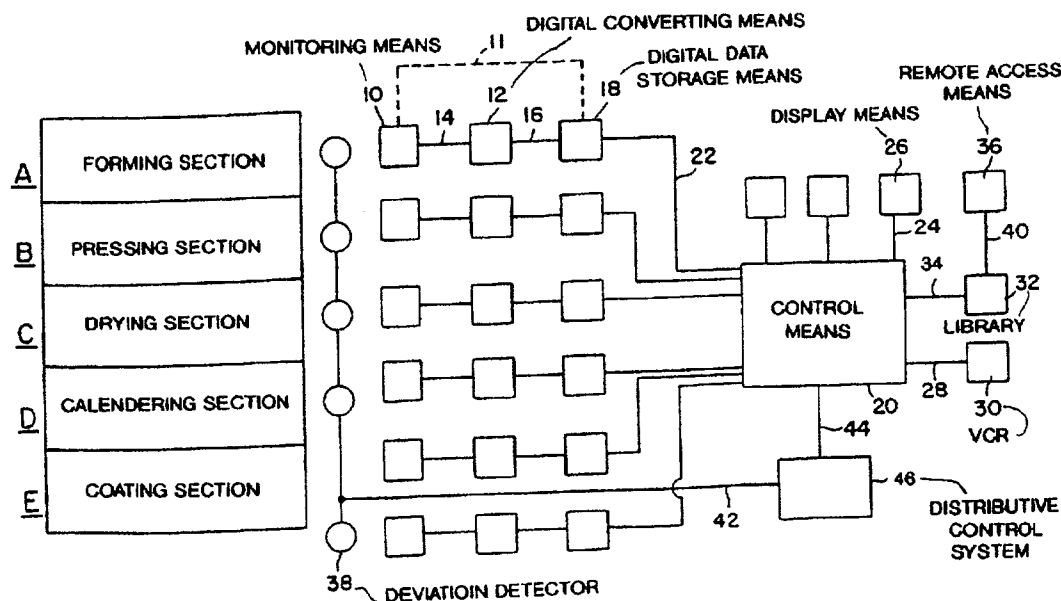 DIGITAL CONVERTING MEANS
MONITORING MEANS
11
DIGITAL DATA
STORAGE MEANS
REMOTE ACCESS
MEANS
10
12
18
14
16
DISPLAY MEANS
36
26
A
FORMING SECTION
22
24
40
B
PRESSING SECTION
34
32
C
DRYING SECTION
CONTROL
MEANS
LIBRARY
28
D
CALENDERING SECTION
20
30
VCR
44
E
COATING SECTION
42
46
DISTRIBUTIVE
CONTROL
SYSTEM
38
DEVIATIOIN DETECTOR